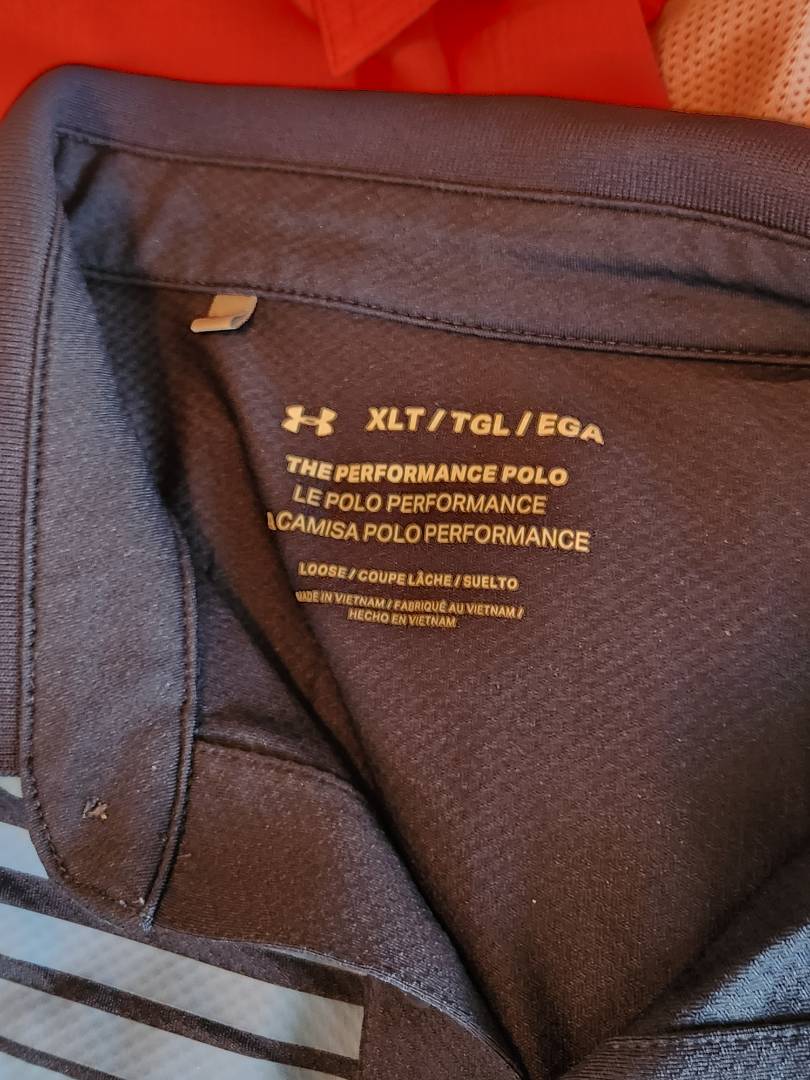 XLT / TGL / EGA
THE PERFORMANCE POLO
LE POLO PERFORMANCE
CAMISA POLO PERFORMANCE
LOOSE / COUPE LÂCHE / SUELTO
MADE IN VIETNAM / FABRIQUÉ AU VIETNAM /
HECHO EN VIETNAM